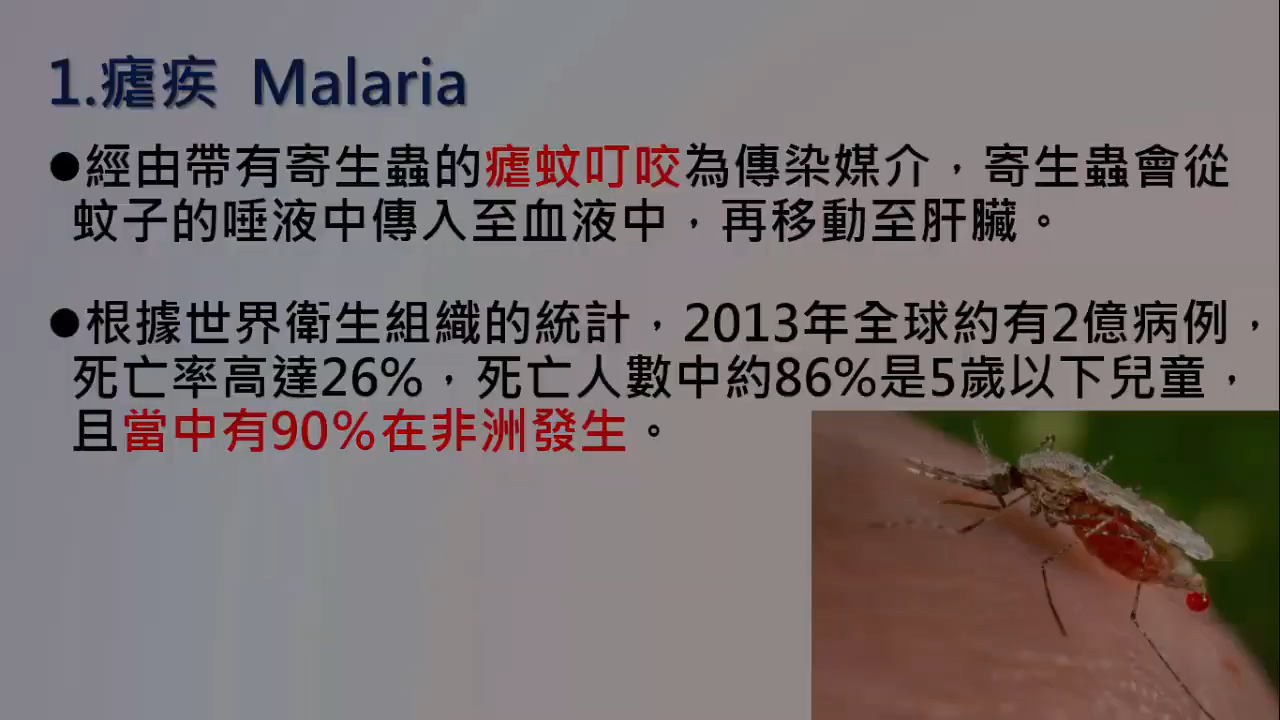 1.瘧疾 Malaria
●經由帶有寄生蟲的瘧蚊叮咬為傳染媒介，寄生蟲會從
蚊子的唾液中傳入至血液中，再移動至肝臟。
●根據世界衛生組織的統計，2013年全球約有2億病例，
死亡率高達26%，死亡人數中約86%是5歲以下兒童，
且當中有90%在非洲發生。